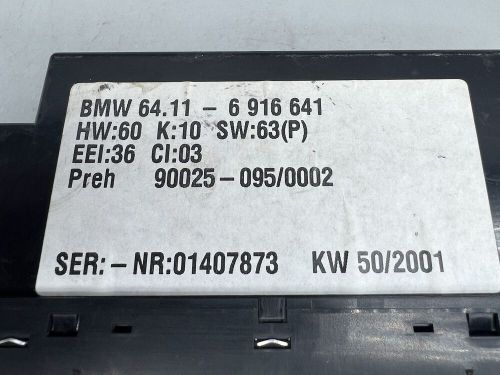 BMW 64.11 - 6 916 641
HW:60 K:10 SW:63(P)
EEI:36 CI:03
Preh 90025-095/0002
SER:-NR:01407873 KW 50/2001